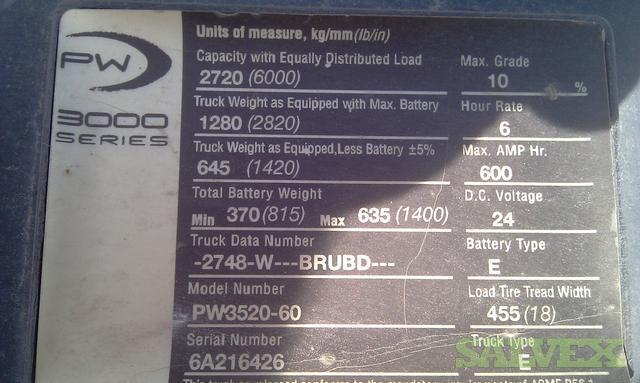 PW
3000
SERIES
Units of measure, kg/mm(lb/in)
Capacity with Equally Distributed Load
2720 (6000)
Truck Weight as Equipped with Max. Battery
1280 (2820)
Truck Weight as Equipped,Less Battery ±5%
645 (1420)
Total Battery Weight
Min 370 (815) Max 635 (1400)
Truck Data Number
-2748-W---BRUBD---
Model Number
PW3520-60
Serial Number
6A216426
Max. Grade
10 %
Hour Rate
6
Max. AMP Hr.
600
D.C. Voltage
24
Battery Type
E
Load Tire Tread Width
455 (18)
Truck Type
E
SALVEX